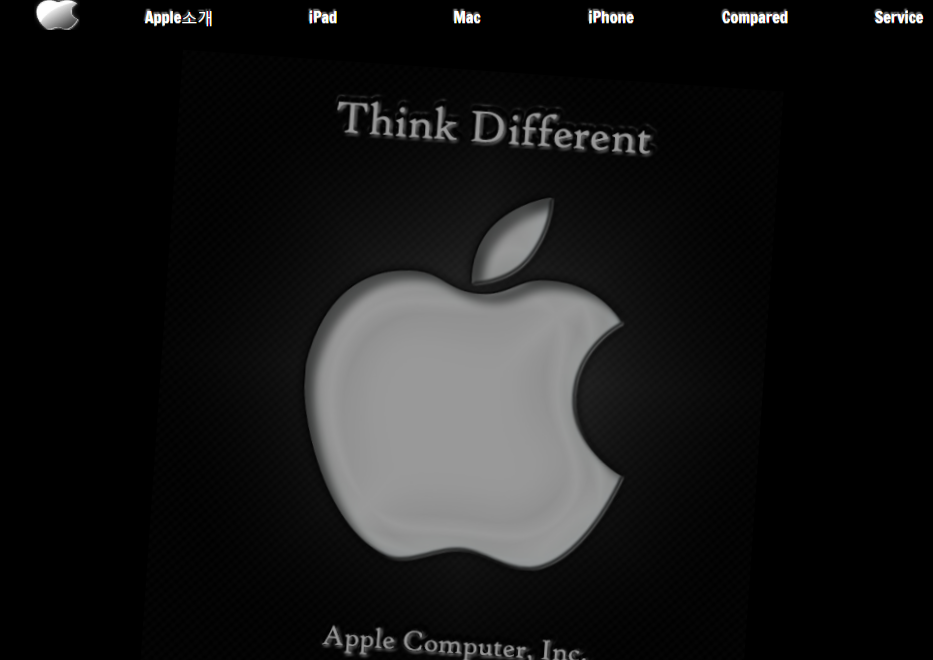 Apple소개 iPad Mac iPhone Compared Service
Think Different
Apple Computer, Inc.